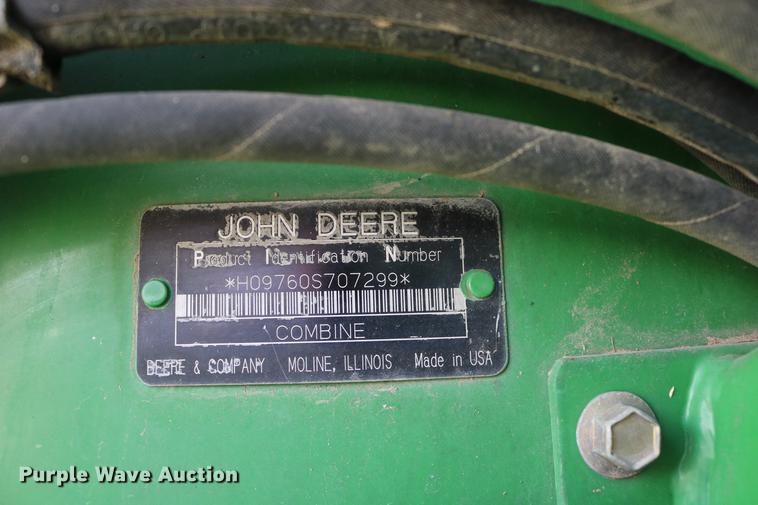 JOHN DEERE
Product Identification Number
*H09760S707299*
COMBINE
DEERE & COMPANY MOLINE, ILLINOIS Made in USA
Purple Wave Auction